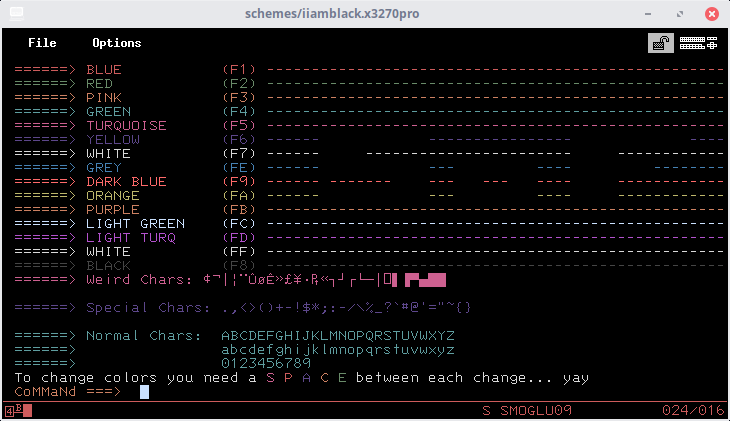 schemes/iiamblack.x3270pro
File Options
======> BLUE (F1) ------------------------------------------------
======> RED (F2) ------------------------------------------------
======> PINK (F3) ------------------------------------------------
======> GREEN (F4) ------------------------------------------------
======> TURQUOISE (F5) ------------------------------------------------
======> YELLOW (F6)
======> WHITE (F7)
======> GREY (FE)
======> DARK BLUE (F9)
======> ORANGE (FA)
======> PURPLE (FB)
======> LIGHT GREEN (FC)
======> LIGHT TURQ (FD)
======> WHITE (FF)
======> BLACK (F8)
======> Weird Chars: ¢¬|¦¨ÛøÉ»£¥·₧«┐┘┌└─│
======> Special Chars: .,<>()+-!$*;:-/\%_?`#@'="~{}
======> Normal Chars: ABCDEFGHIJKLMNOPQRSTUVWXYZ
======> abcdefghijklmnopqrstuvwxyz
======> 0123456789
To change colors you need a S P A C E between each change... yay
CoMMaNd ===>
4 B S SMOGLU09 024/016